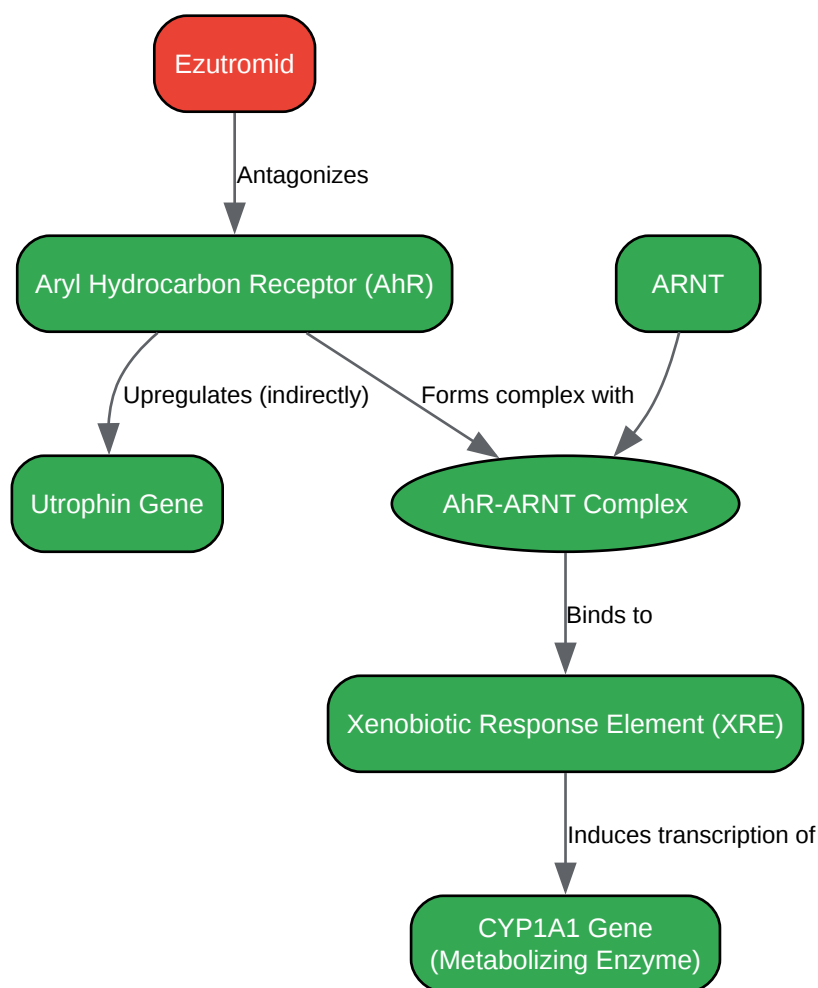 Ezutromid
Antagonizes
Aryl Hydrocarbon Receptor (AhR)
ARNT
Upregulates (indirectly)
Forms complex with
Utrophin Gene
AhR-ARNT Complex
Binds to
Xenobiotic Response Element (XRE)
Induces transcription of
CYP1A1 Gene
(Metabolizing Enzyme)